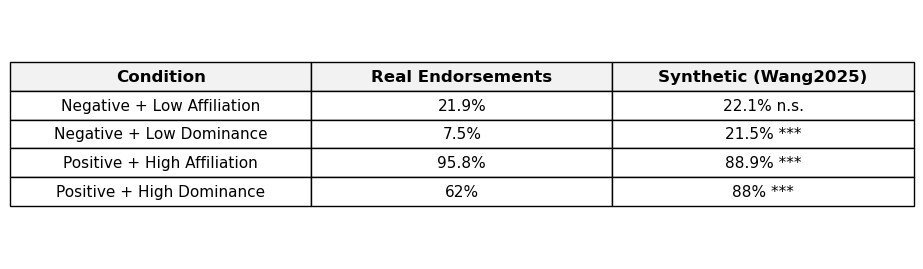 Condition Real Endorsements Synthetic (Wang2025)
Negative + Low Affiliation 21.9% 22.1% n.s.
Negative + Low Dominance 7.5% 21.5% ***
Positive + High Affiliation 95.8% 88.9% ***
Positive + High Dominance 62% 88% ***